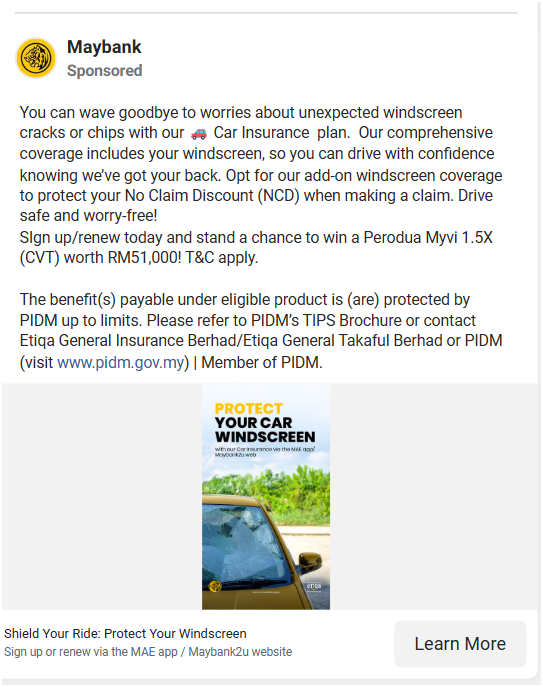 Maybank
Sponsored
You can wave goodbye to worries about unexpected windscreen
cracks or chips with our 🚗 Car Insurance plan. Our comprehensive
coverage includes your windscreen, so you can drive with confidence
knowing we've got your back. Opt for our add-on windscreen coverage
to protect your No Claim Discount (NCD) when making a claim. Drive
safe and worry-free!
SIgn up/renew today and stand a chance to win a Perodua Myvi 1.5X
(CVT) worth RM51,000! T&C apply.
The benefit(s) payable under eligible product is (are) protected by
PIDM up to limits. Please refer to PIDM's TIPS Brochure or contact
Etiqa General Insurance Berhad/Etiqa General Takaful Berhad or PIDM
(visit www.pidm.gov.my) | Member of PIDM.
PROTECT
YOUR CAR
WINDSCREEN
with our Car Insurance via the MAE app/
Maybank2u web
etiqa
Shield Your Ride: Protect Your Windscreen
Sign up or renew via the MAE app / Maybank2u website
Learn More